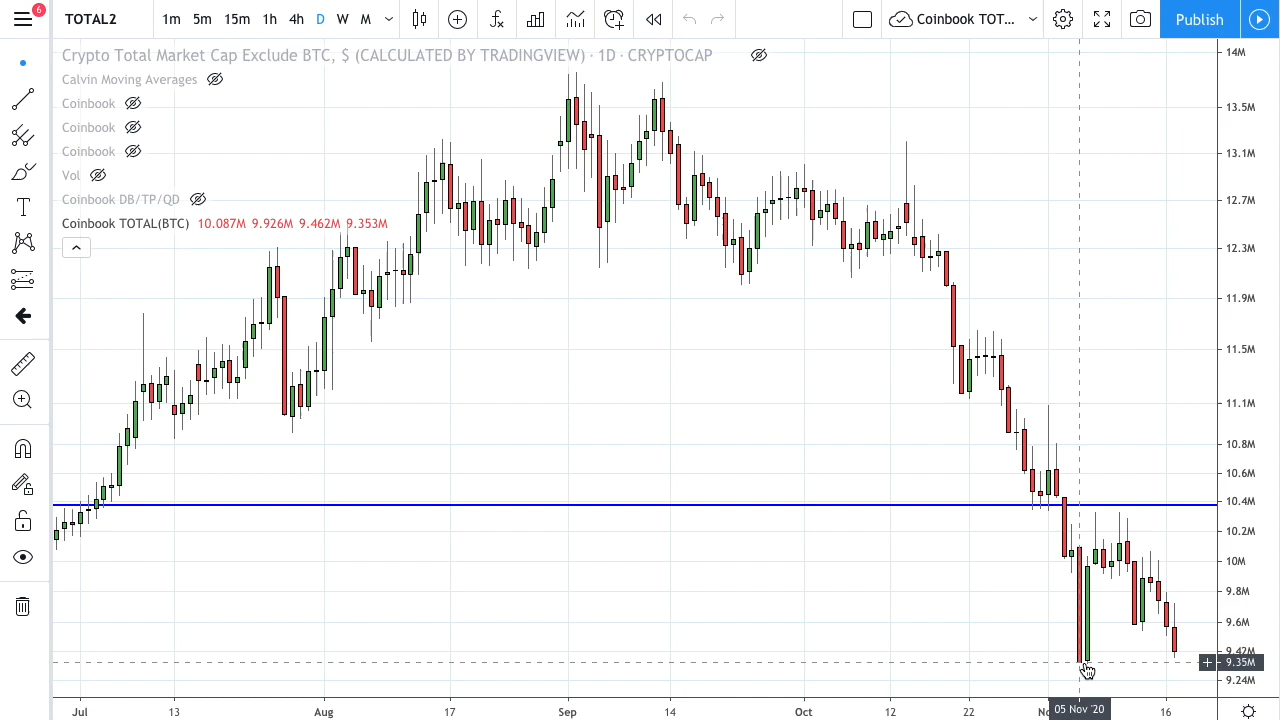 6
TOTAL2 1m 5m 15m 1h 4h D W M Coinbook TOT... Publish
Crypto Total Market Cap Exclude BTC, $ (CALCULATED BY TRADINGVIEW) · 1D · CRYPTOCAP
Calvin Moving Averages
Coinbook
Coinbook
Coinbook
Vol
Coinbook DB/TP/QD
Coinbook TOTAL(BTC) 10.087M 9.926M 9.462M 9.353M
14M
13.5M
13.1M
12.7M
12.3M
11.9M
11.5M
11.1M
10.8M
10.6M
10.4M
10.2M
10M
9.8M
9.6M
9.47M
9.35M
9.24M
Jul 13 Aug 17 Sep 14 Oct 12 22 05 Nov '20 16